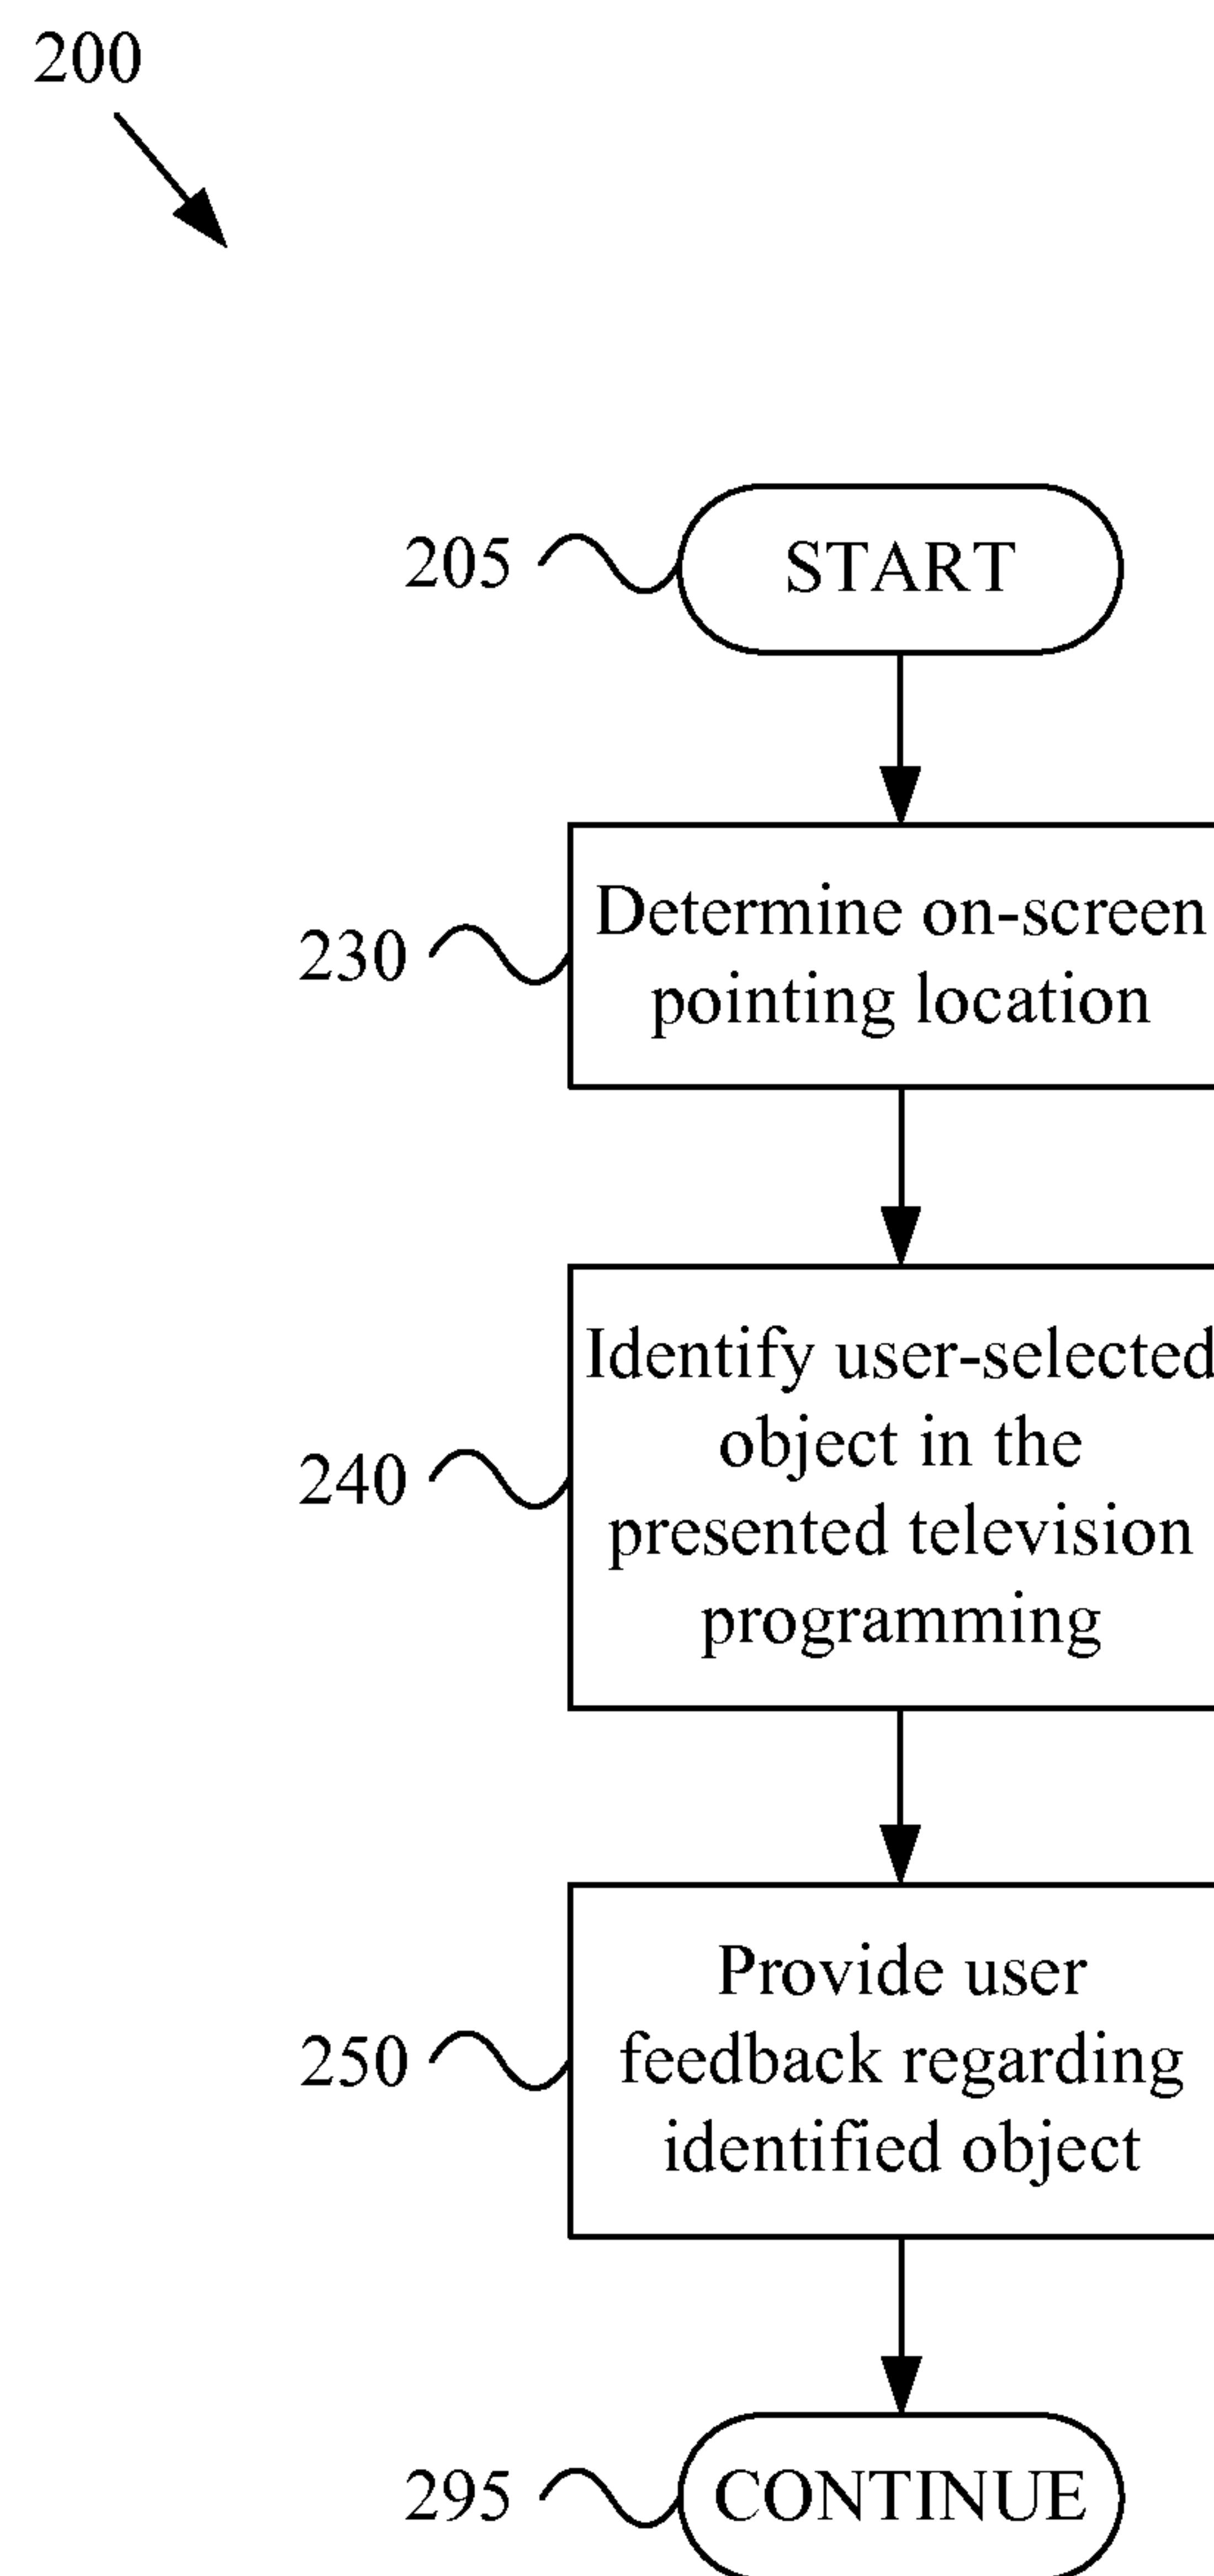 200
205
START
230
Determine on-screen
pointing location
240
Identify user-selected
object in the
presented television
programming
250
Provide user
feedback regarding
identified object
295
CONTINUE